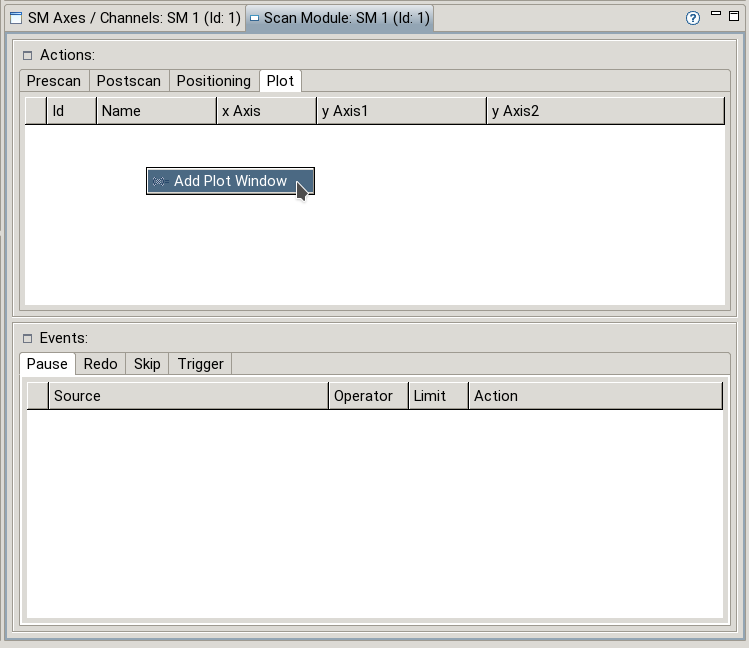 SM Axes / Channels: SM 1 (Id: 1) Scan Module: SM 1 (Id: 1)
Actions:
Prescan Postscan Positioning Plot
Id Name x Axis y Axis1 y Axis2
Add Plot Window
Events:
Pause Redo Skip Trigger
Source Operator Limit Action